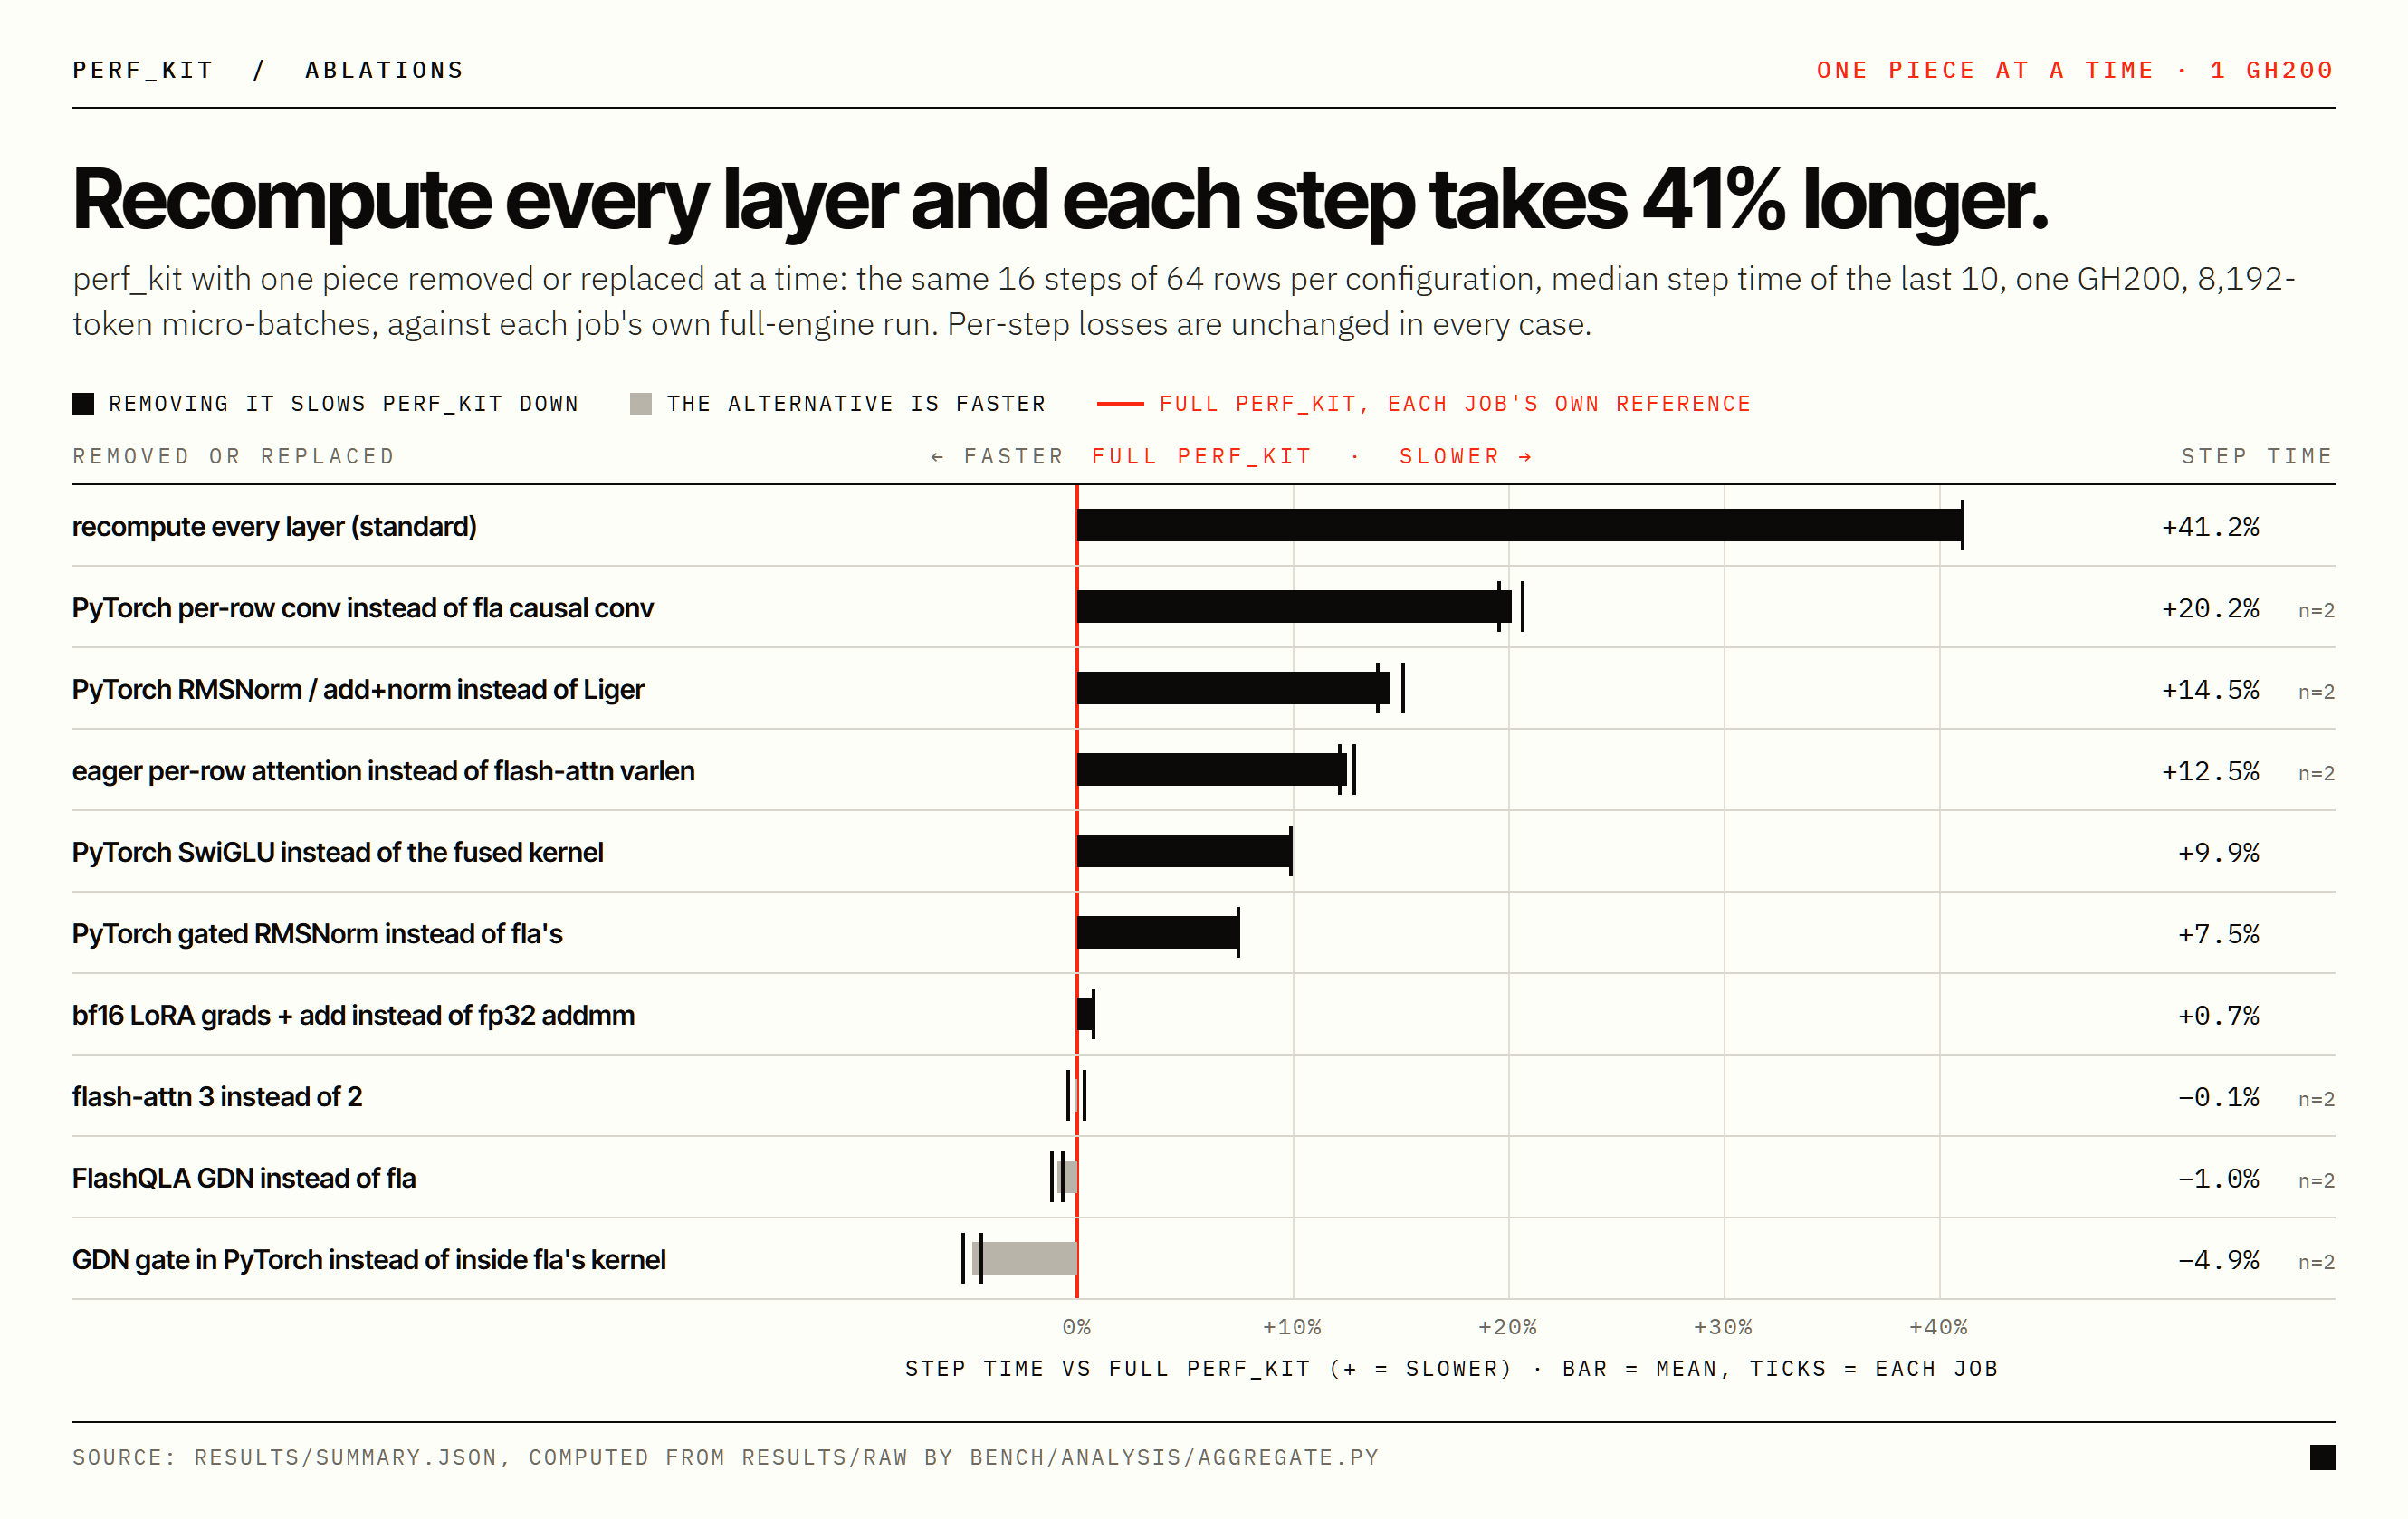 PERF_KIT / ABLATIONS
ONE PIECE AT A TIME · 1 GH200
Recompute every layer and each step takes 41% longer.
perf_kit with one piece removed or replaced at a time: the same 16 steps of 64 rows per configuration, median step time of the last 10, one GH200, 8,192-
token micro-batches, against each job's own full-engine run. Per-step losses are unchanged in every case.
REMOVING IT SLOWS PERF_KIT DOWN THE ALTERNATIVE IS FASTER FULL PERF_KIT, EACH JOB'S OWN REFERENCE
REMOVED OR REPLACED ← FASTER FULL PERF_KIT · SLOWER → STEP TIME
recompute every layer (standard) +41.2%
PyTorch per-row conv instead of fla causal conv +20.2% n=2
PyTorch RMSNorm / add+norm instead of Liger +14.5% n=2
eager per-row attention instead of flash-attn varlen +12.5% n=2
PyTorch SwiGLU instead of the fused kernel +9.9%
PyTorch gated RMSNorm instead of fla's +7.5%
bf16 LoRA grads + add instead of fp32 addmm +0.7%
flash-attn 3 instead of 2 −0.1% n=2
FlashQLA GDN instead of fla −1.0% n=2
GDN gate in PyTorch instead of inside fla's kernel −4.9% n=2
0% +10% +20% +30% +40%
STEP TIME VS FULL PERF_KIT (+ = SLOWER) · BAR = MEAN, TICKS = EACH JOB
SOURCE: RESULTS/SUMMARY.JSON, COMPUTED FROM RESULTS/RAW BY BENCH/ANALYSIS/AGGREGATE.PY